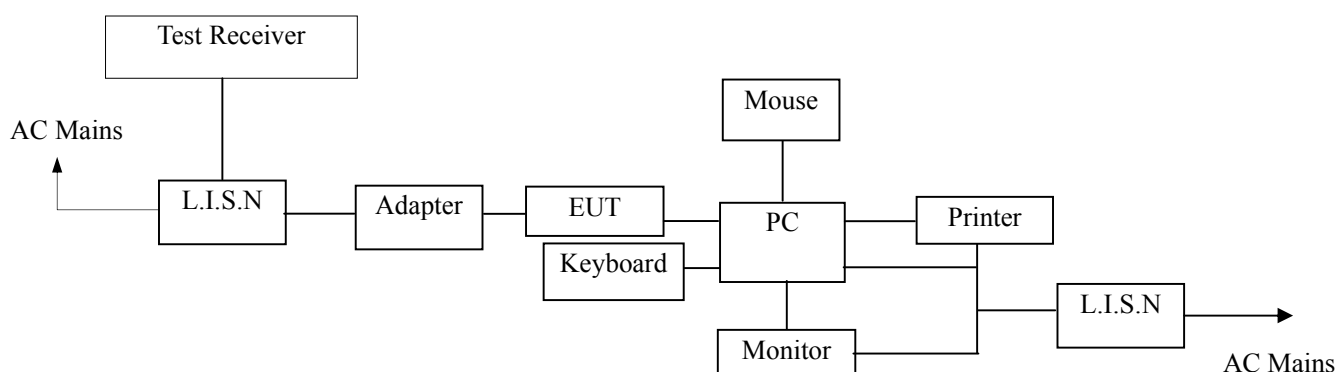 Test Receiver
Mouse
AC Mains
L.I.S.N
Adapter
EUT
PC
Printer
Keyboard
L.I.S.N
Monitor
AC Mains